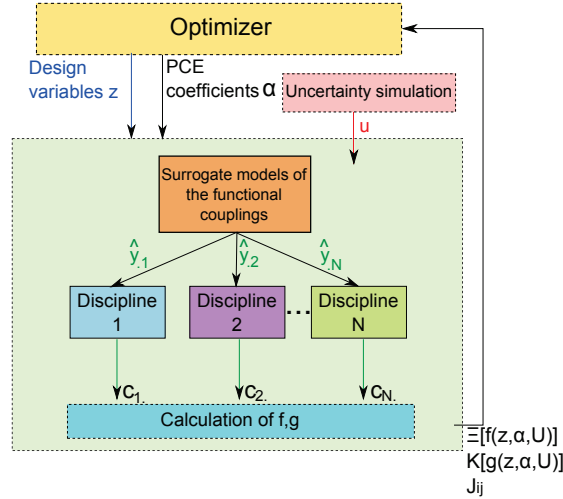 Optimizer
Design
variables z
PCE
coefficients α
Uncertainty simulation
u
Surrogate models of
the functional
couplings
ŷ.1
ŷ.2
ŷ.N
Discipline
1
Discipline
2
...
Discipline
N
c1.
c2.
cN.
Calculation of f,g
Ξ[f(z,α,U)]
K[g(z,α,U)]
Jij